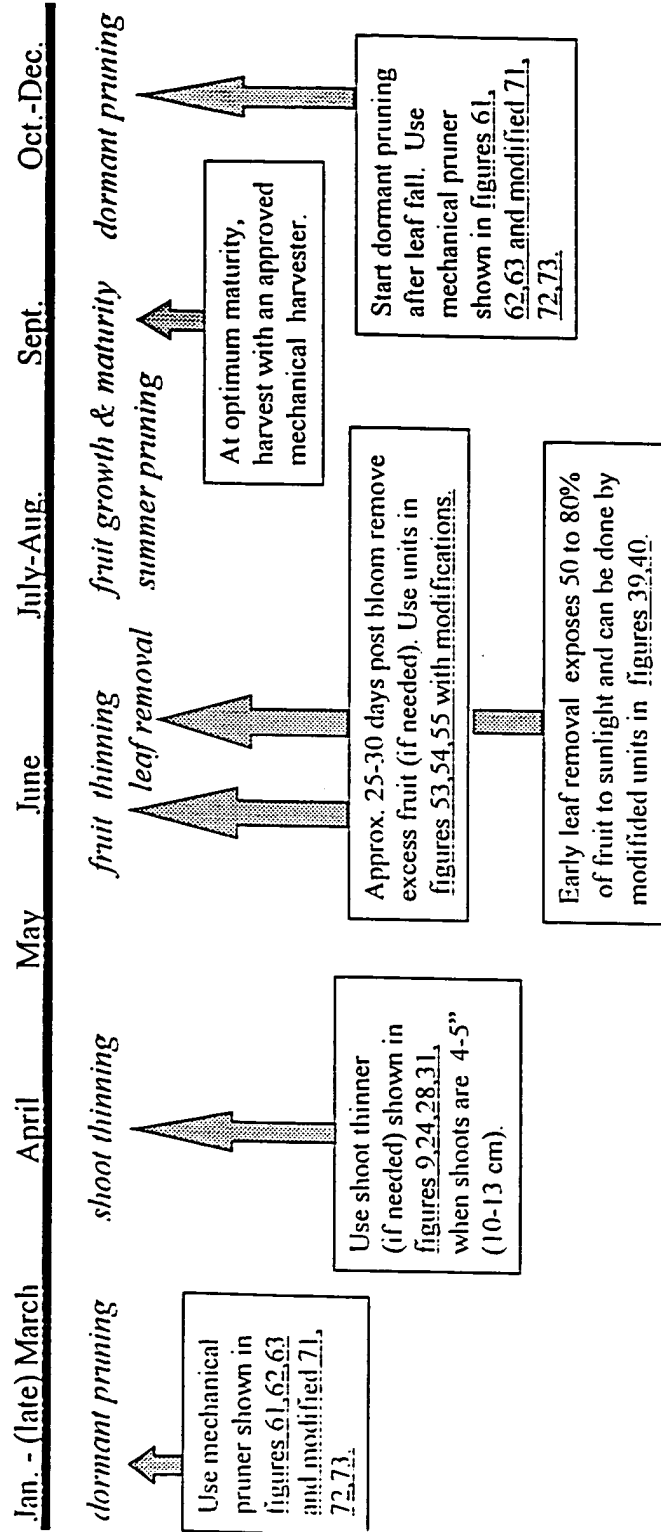 Jan. - (late) March April May June July-Aug. Sept. Oct.-Dec.
dormant pruning
shoot thinning
fruit thinning
leaf removal
fruit growth & maturity
summer pruning
dormant pruning
Use mechanical
pruner shown in
figures 61,62,63
and modified 71,
72,73.
Use shoot thinner
(if needed) shown in
figures 9,24,28,31,
when shoots are 4-5"
(10-13 cm).
Approx. 25-30 days post bloom remove
excess fruit (if needed). Use units in
figures 53,54,55 with modifications.
Early leaf removal exposes 50 to 80%
of fruit to sunlight and can be done by
modifided units in figures 39,40.
At optimum maturity,
harvest with an approved
mechanical harvester.
Start dormant pruning
after leaf fall. Use
mechanical pruner
shown in figures 61,
62,63 and modified 71,
72,73.